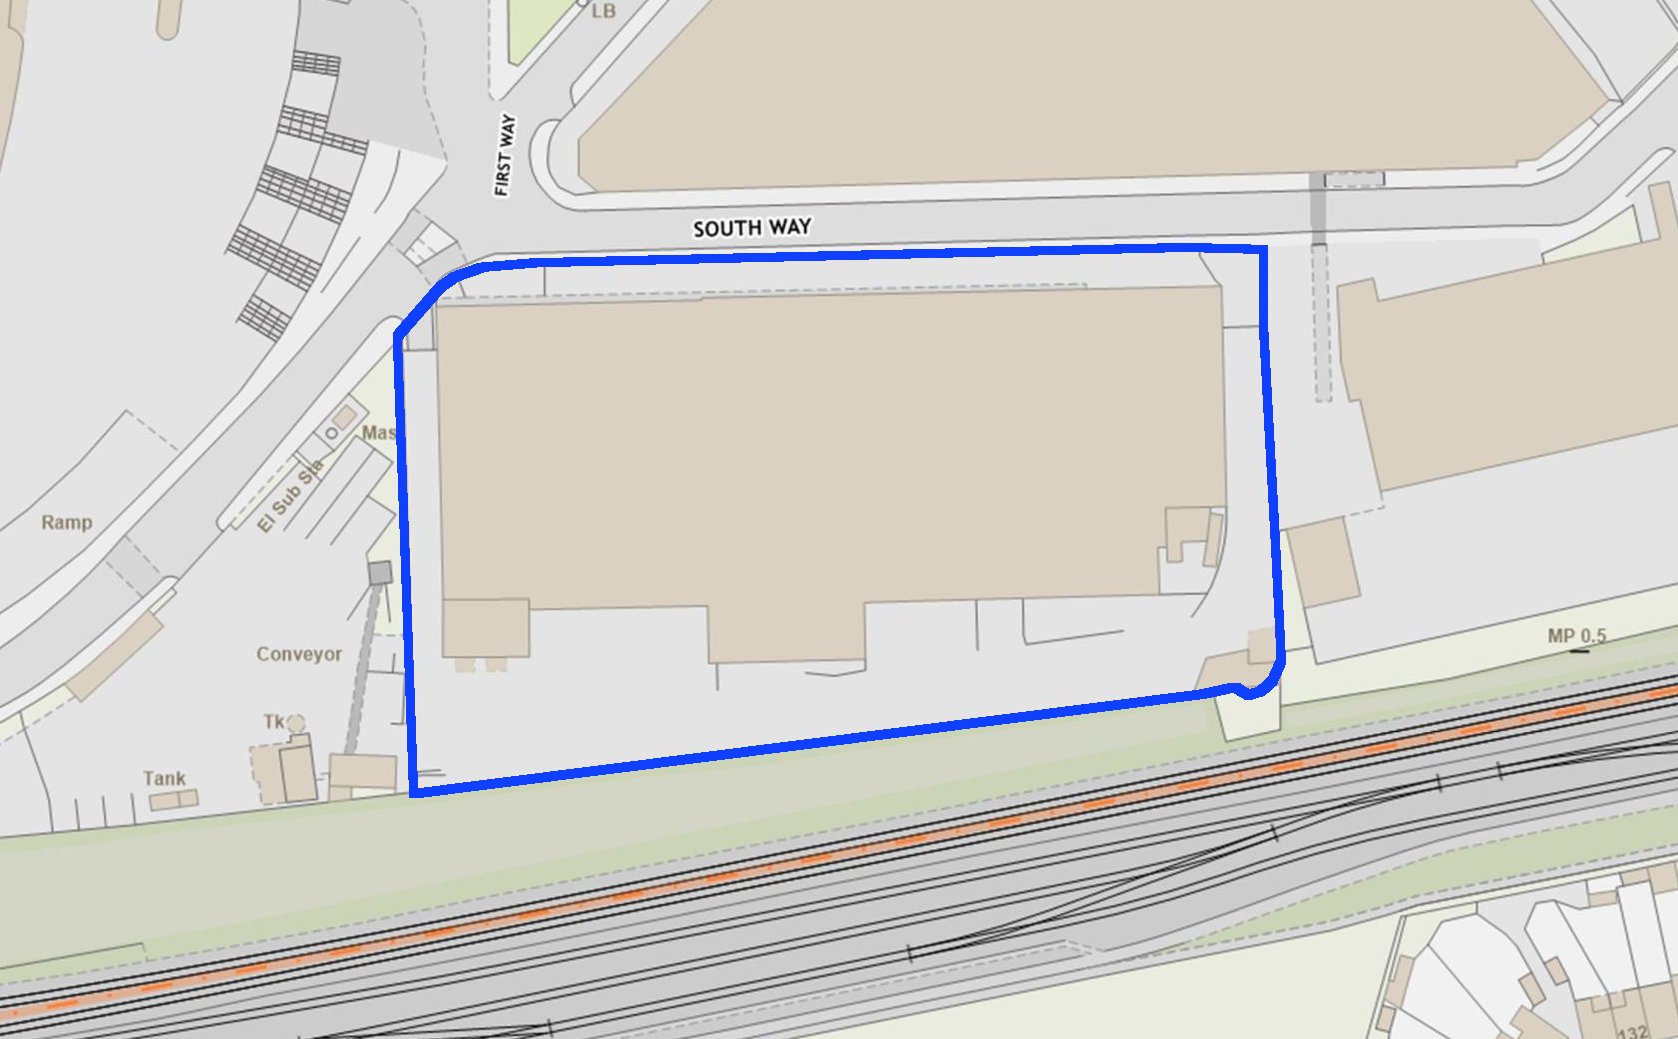 LB
FIRST WAY
SOUTH WAY
Mas
El Sub Sta
Ramp
Conveyor
MP 0.5
Tk
Tank
132